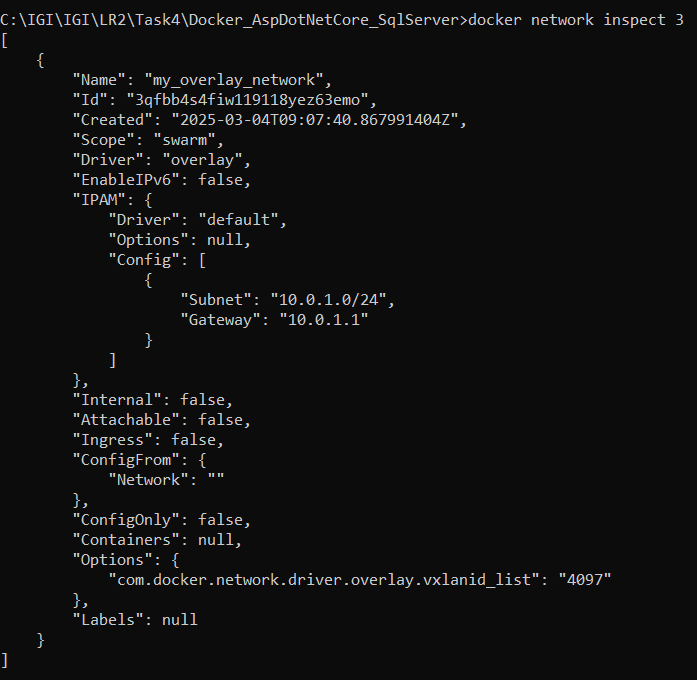 C:\IGI\IGI\LR2\Task4\Docker_AspDotNetCore_SqlServer>docker network inspect 3
[
    {
        "Name": "my_overlay_network",
        "Id": "3qfbb4s4fiw119118yez63emo",
        "Created": "2025-03-04T09:07:40.867991404Z",
        "Scope": "swarm",
        "Driver": "overlay",
        "EnableIPv6": false,
        "IPAM": {
            "Driver": "default",
            "Options": null,
            "Config": [
                {
                    "Subnet": "10.0.1.0/24",
                    "Gateway": "10.0.1.1"
                }
            ]
        },
        "Internal": false,
        "Attachable": false,
        "Ingress": false,
        "ConfigFrom": {
            "Network": ""
        },
        "ConfigOnly": false,
        "Containers": null,
        "Options": {
            "com.docker.network.driver.overlay.vxlanid_list": "4097"
        },
        "Labels": null
    }
]